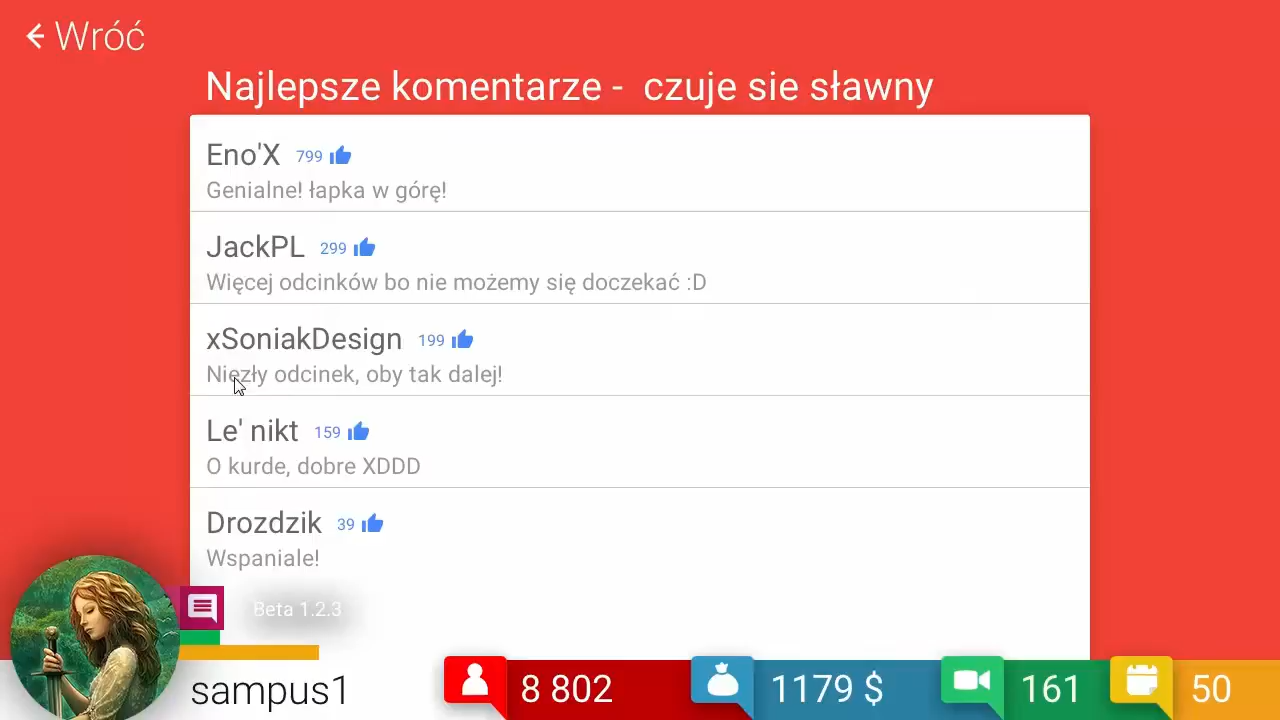 Wróć
Najlepsze komentarze - czuje sie sławny
Eno'X 799
Genialne! łapka w górę!
JackPL 299
Więcej odcinków bo nie możemy się doczekać :D
xSoniakDesign 199
Niezły odcinek, oby tak dalej!
Le' nikt 159
O kurde, dobre XDDD
Drozdzik 39
Wspaniale!
Beta 1.2.3
sampus1 8 802 1179 $ 161 50